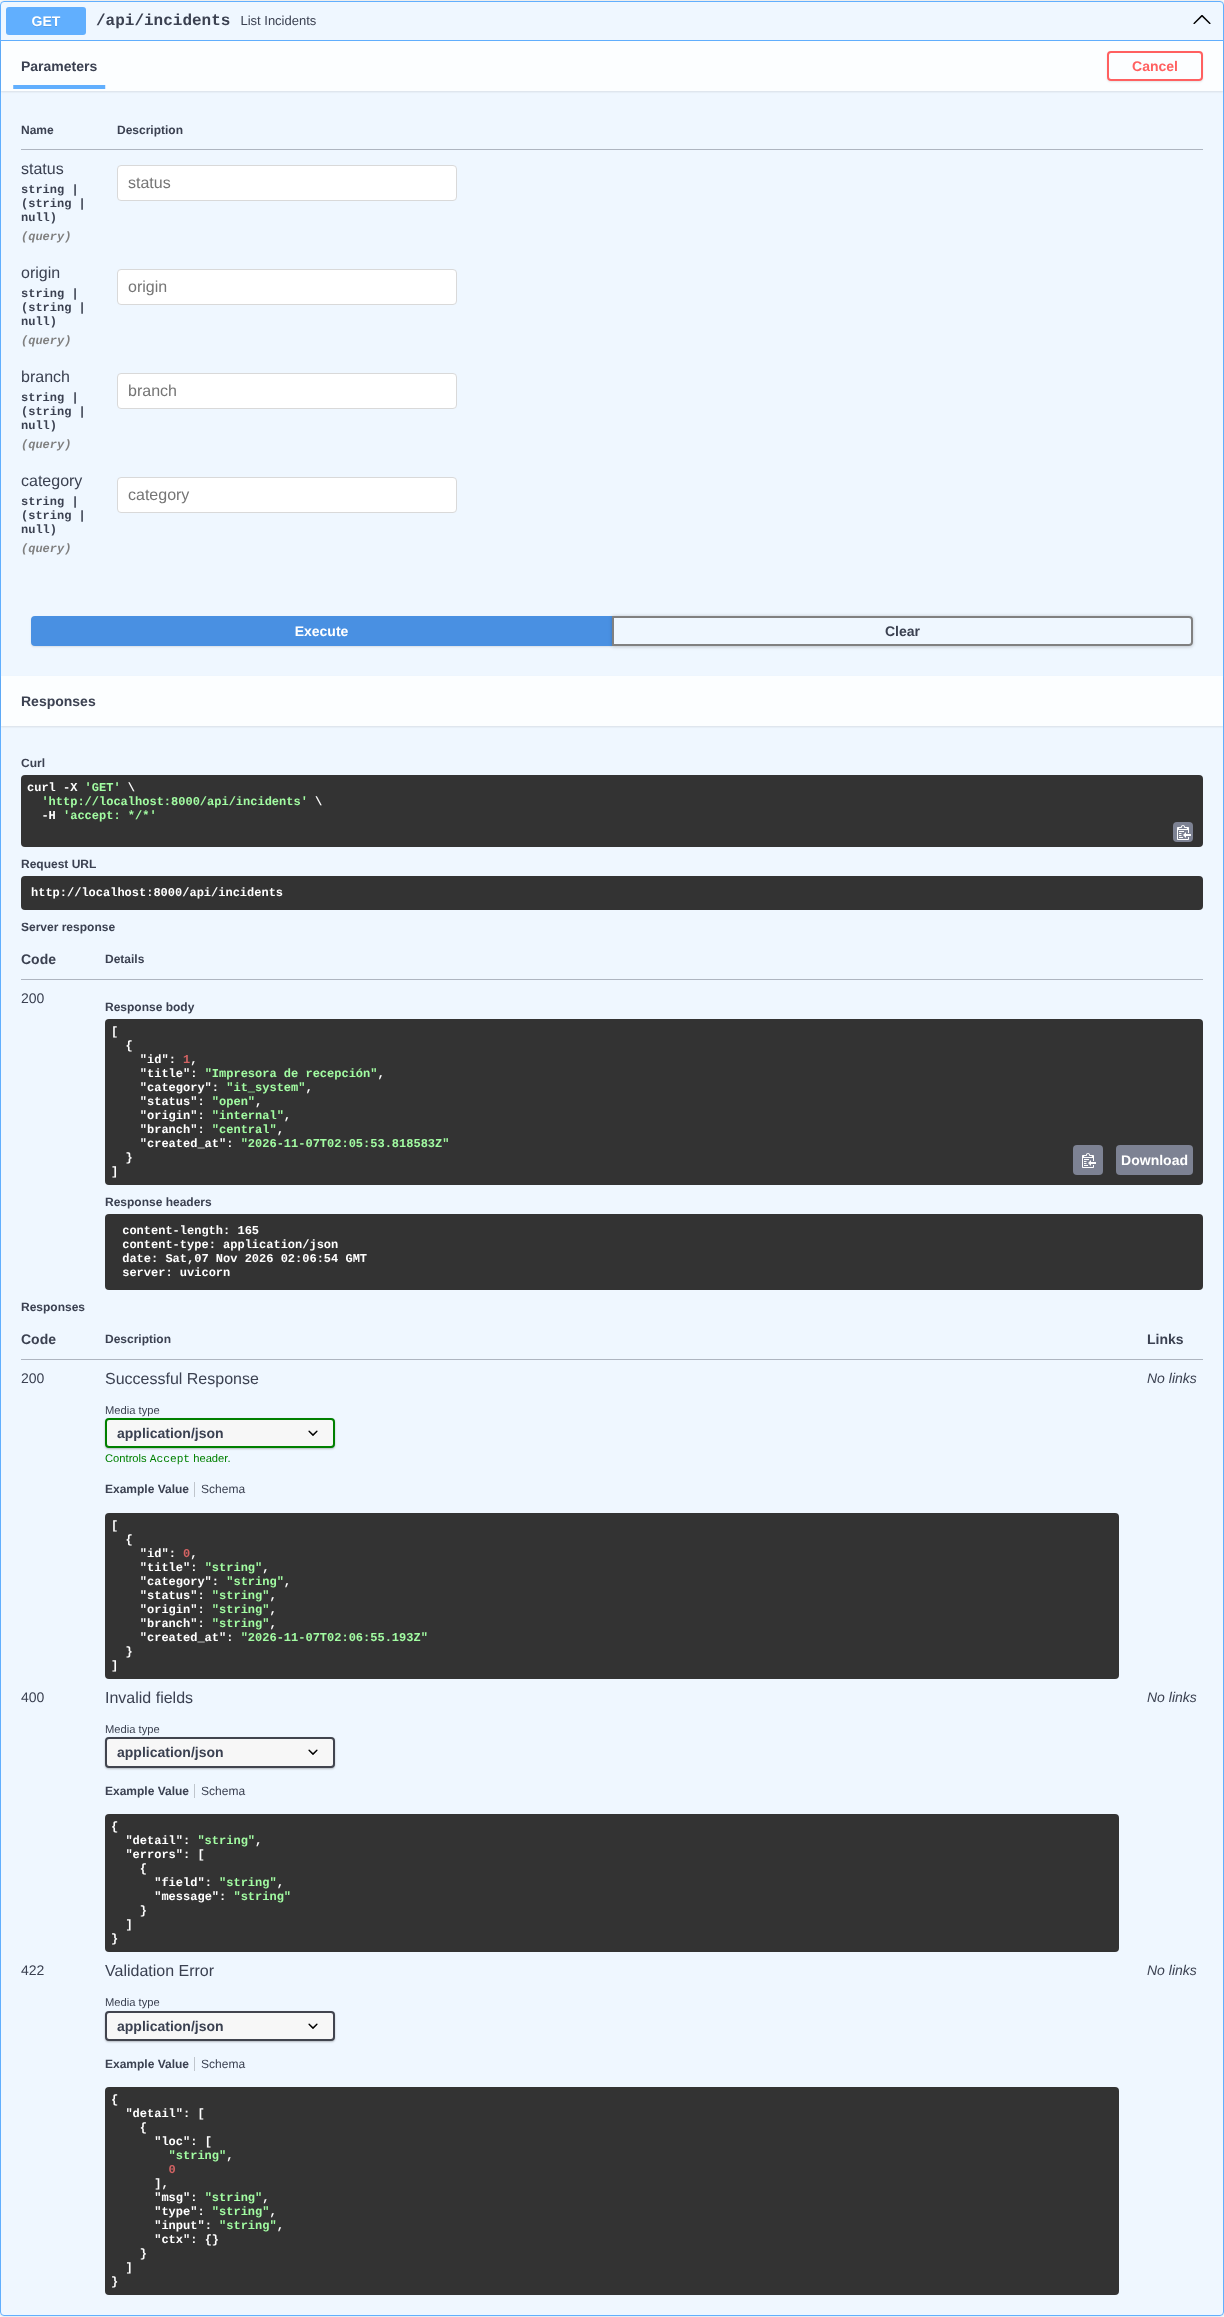 GET /api/incidents List Incidents
Parameters
Cancel
Name Description
status
string |
(string |
null)
(query)
status
origin
string |
(string |
null)
(query)
origin
branch
string |
(string |
null)
(query)
branch
category
string |
(string |
null)
(query)
category
Execute
Clear
Responses
Curl
curl -X 'GET' \
  'http://localhost:8000/api/incidents' \
  -H 'accept: */*'
Request URL
http://localhost:8000/api/incidents
Server response
Code Details
200
Response body
[
  {
    "id": 1,
    "title": "Impresora de recepción",
    "category": "it_system",
    "status": "open",
    "origin": "internal",
    "branch": "central",
    "created_at": "2026-11-07T02:05:53.818583Z"
  }
]
Download
Response headers
content-length: 165
content-type: application/json
date: Sat,07 Nov 2026 02:06:54 GMT
server: uvicorn
Responses
Code Description Links
200 Successful Response No links
Media type
application/json
Controls Accept header.
Example Value Schema
[
  {
    "id": 0,
    "title": "string",
    "category": "string",
    "status": "string",
    "origin": "string",
    "branch": "string",
    "created_at": "2026-11-07T02:06:55.193Z"
  }
]
400 Invalid fields No links
Media type
application/json
Example Value Schema
{
  "detail": "string",
  "errors": [
    {
      "field": "string",
      "message": "string"
    }
  ]
}
422 Validation Error No links
Media type
application/json
Example Value Schema
{
  "detail": [
    {
      "loc": [
        "string",
        0
      ],
      "msg": "string",
      "type": "string",
      "input": "string",
      "ctx": {}
    }
  ]
}